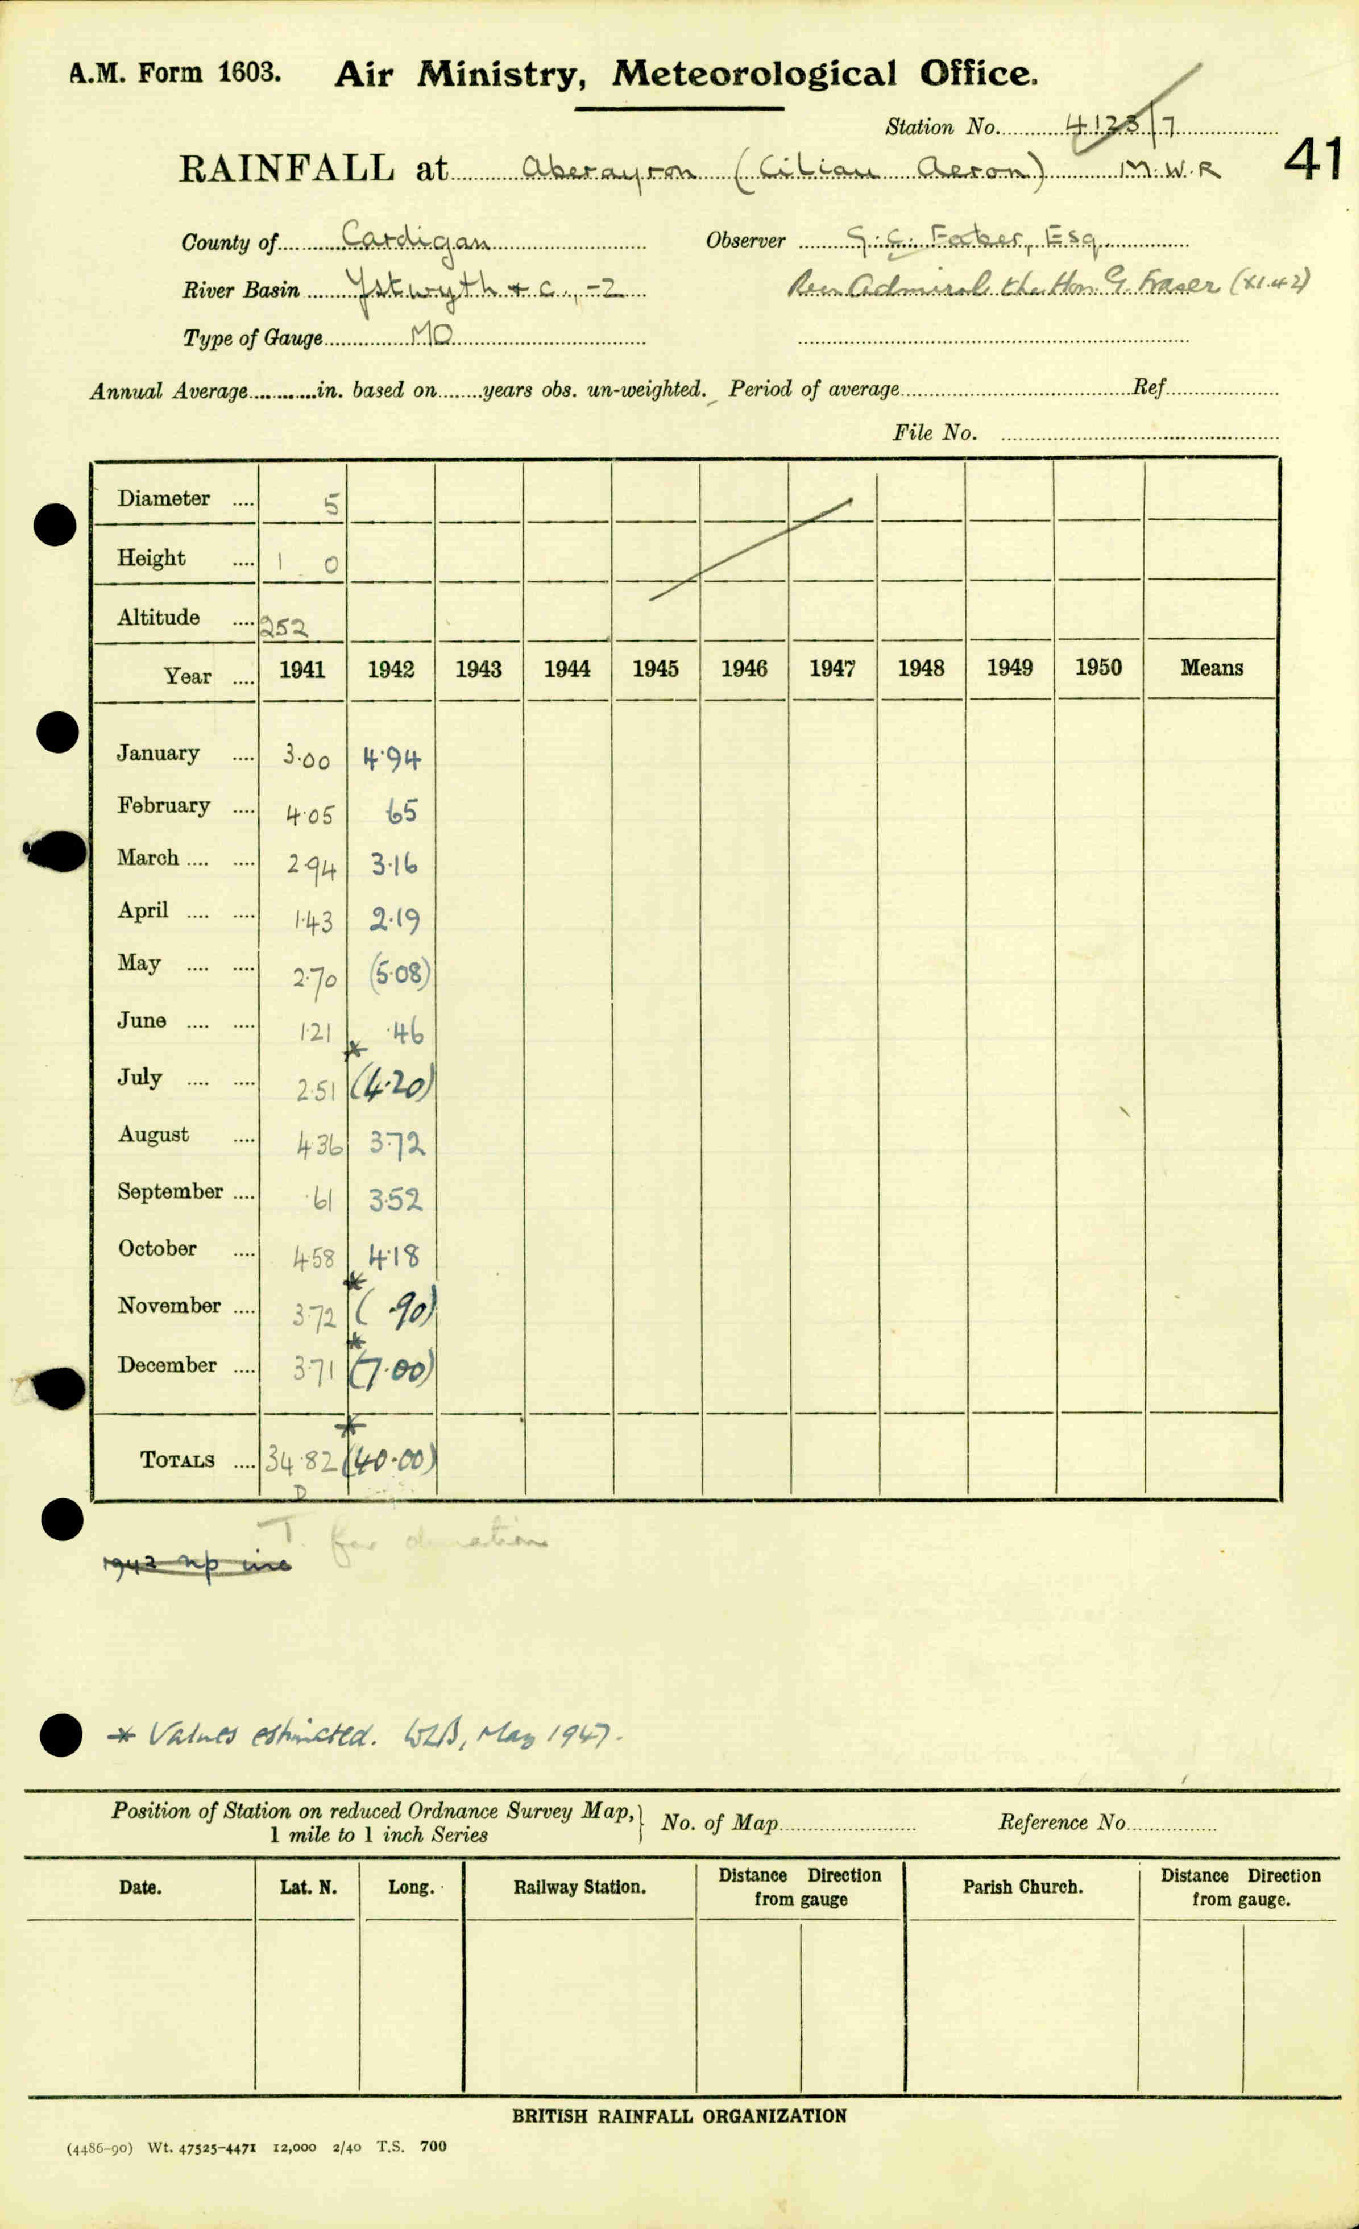 A.M. Form 1603. Air Ministry, Meteorological Office.
Station No. 4123/7
41
RAINFALL at Aberayron (Cilian Aeron) M.W.R
County of Cardigan Observer G. C. Faber, Esq.
River Basin Ystwyth & c., -2 Rear Admiral the Hon. G. Fraser (XI.42)
Type of Gauge MO
Annual Average in. based on years obs. un-weighted. Period of average Ref
File No.
Diameter 5
Height 1 0
Altitude 252
Year 1941 1942 1943 1944 1945 1946 1947 1948 1949 1950 Means
January 3.00 4.94
February 4.05 65
March 2.94 3.16
April 1.43 2.19
May 2.70 (5.08)
June 1.21 .46
July 2.51 * (4.20)
August 4.36 3.72
September .61 3.52
October 4.58 4.18
November 3.72 * (.90)
December 3.71 * (7.00)
TOTALS 34.82 * (40.00)
D
T. for duration
1942 up inc
* Values estimated. WLB, May 1947.
Position of Station on reduced Ordnance Survey Map, } No. of Map Reference No
1 mile to 1 inch Series
Date. Lat. N. Long. Railway Station. Distance Direction from gauge Parish Church. Distance Direction from gauge.
BRITISH RAINFALL ORGANIZATION
(4486-90) Wt. 47525-4471 12,000 2/40 T.S. 700